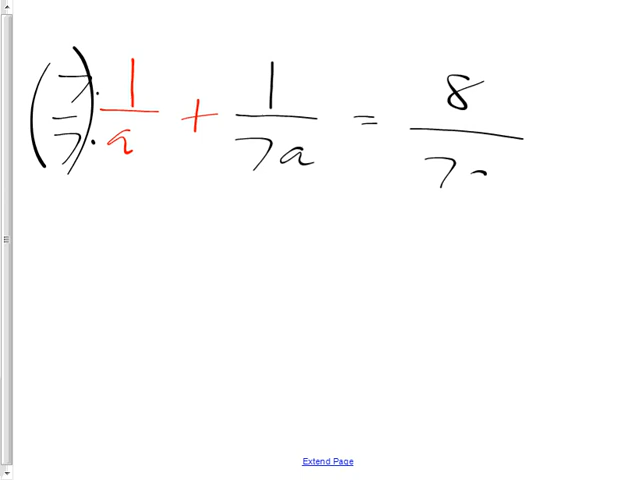 (7/7) · 1/a + 1/7a = 8/7
Extend Page